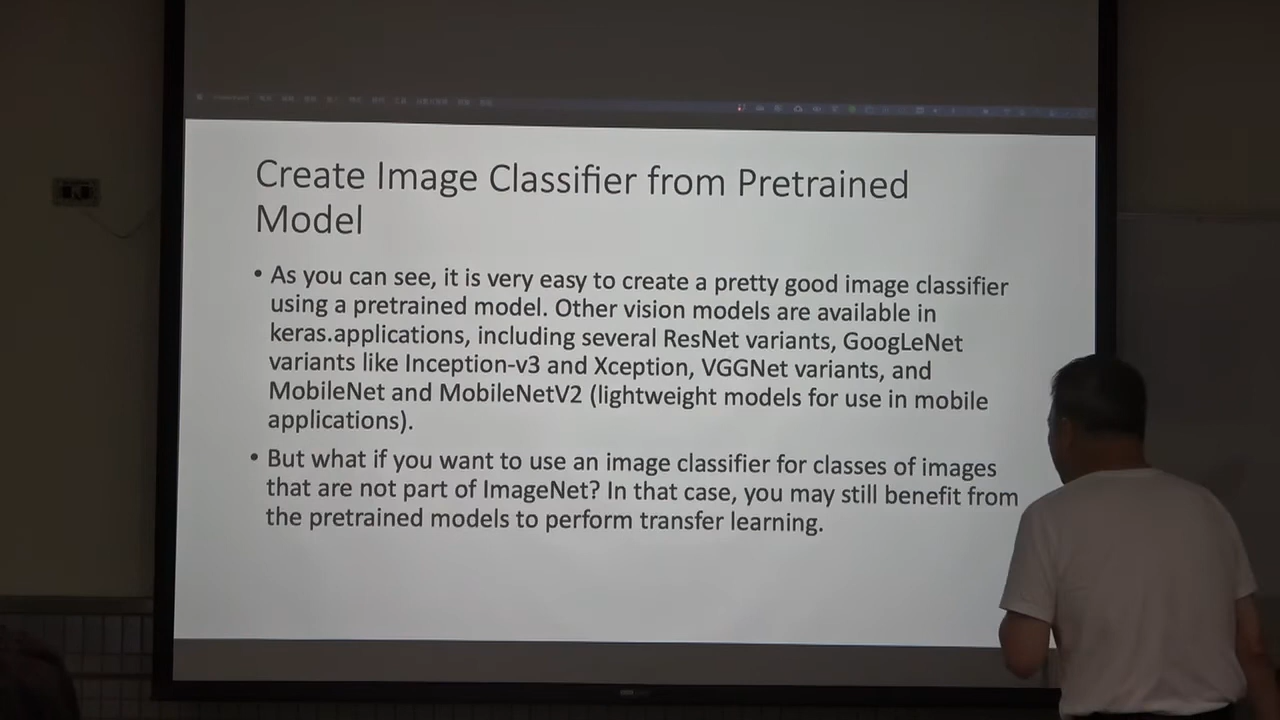 Create Image Classifier from Pretrained
Model
• As you can see, it is very easy to create a pretty good image classifier
using a pretrained model. Other vision models are available in
keras.applications, including several ResNet variants, GoogLeNet
variants like Inception-v3 and Xception, VGGNet variants, and
MobileNet and MobileNetV2 (lightweight models for use in mobile
applications).
• But what if you want to use an image classifier for classes of images
that are not part of ImageNet? In that case, you may still benefit from
the pretrained models to perform transfer learning.